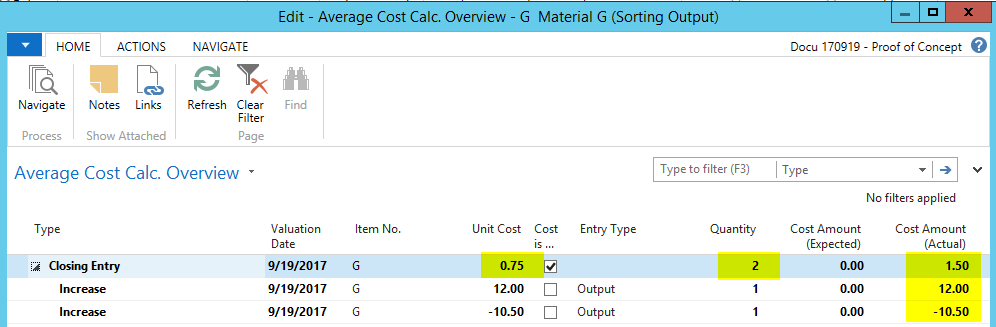 Edit - Average Cost Calc. Overview - G Material G (Sorting Output)
HOME ACTIONS NAVIGATE Docu 170919 - Proof of Concept ?
Navigate Notes Links Refresh Clear Filter Find
Process Show Attached Page
Average Cost Calc. Overview Type to filter (F3) Type
No filters applied
Type Valuation Date Item No. Unit Cost Cost is ... Entry Type Quantity Cost Amount (Expected) Cost Amount (Actual)
Closing Entry 9/19/2017 G 0.75 2 0.00 1.50
Increase 9/19/2017 G 12.00 Output 1 0.00 12.00
Increase 9/19/2017 G -10.50 Output 1 0.00 -10.50